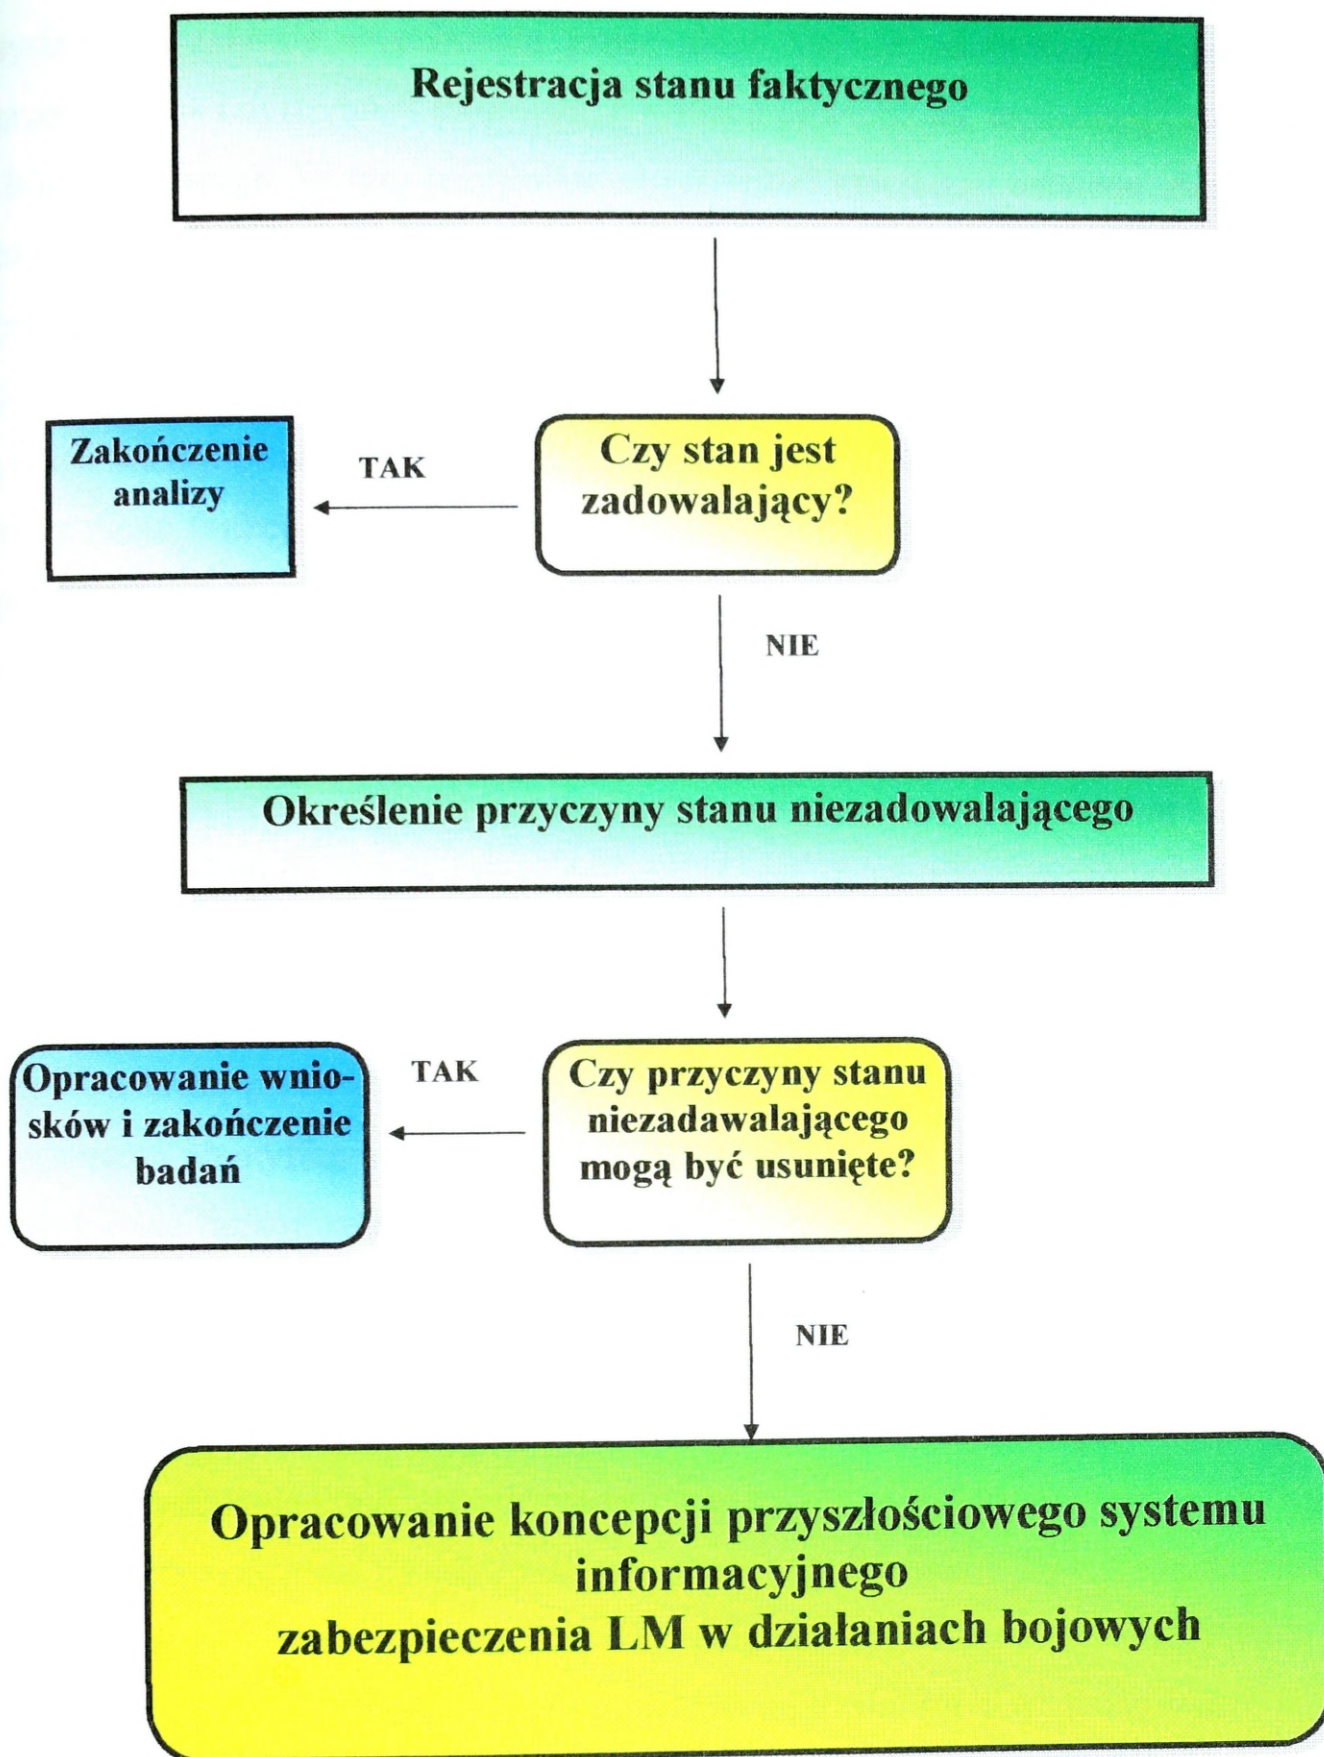 Rejestracja stanu faktycznego
Zakończenie
analizy
TAK
Czy stan jest
zadowalający?
NIE
Określenie przyczyny stanu niezadowalającego
Opracowanie wnio-
sków i zakończenie
badań
TAK
Czy przyczyny stanu
niezadawalającego
mogą być usunięte?
NIE
Opracowanie koncepcji przyszłościowego systemu
informacyjnego
zabezpieczenia LM w działaniach bojowych